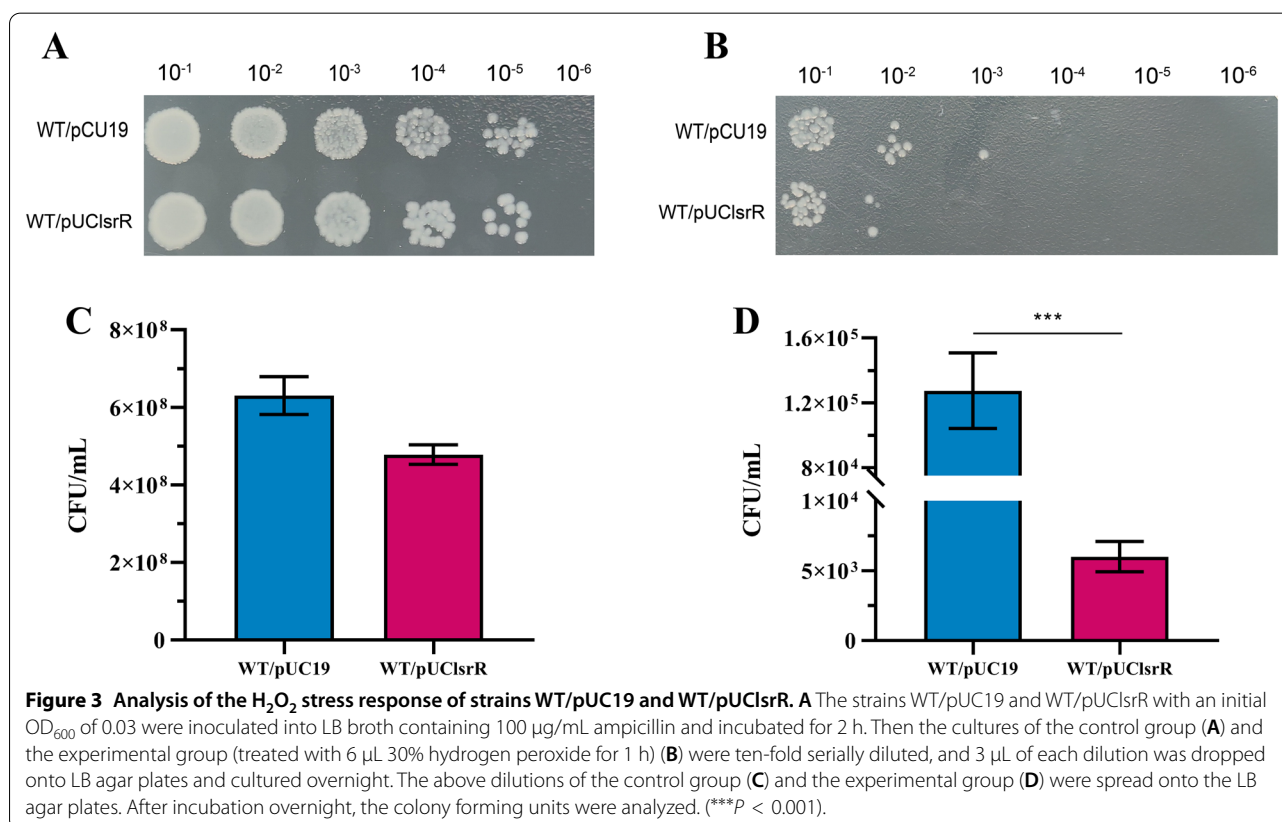 A
10⁻¹ 10⁻² 10⁻³ 10⁻⁴ 10⁻⁵ 10⁻⁶
WT/pCU19
WT/pUClsrR
B
10⁻¹ 10⁻² 10⁻³ 10⁻⁴ 10⁻⁵ 10⁻⁶
WT/pCU19
WT/pUClsrR
C
CFU/mL
8×10⁸
6×10⁸
4×10⁸
2×10⁸
0
WT/pUC19 WT/pUClsrR
D
***
CFU/mL
1.6×10⁵
1.2×10⁵
8×10⁴
1×10⁴
5×10³
0
WT/pUC19 WT/pUClsrR
Figure 3 Analysis of the H₂O₂ stress response of strains WT/pUC19 and WT/pUClsrR. A The strains WT/pUC19 and WT/pUClsrR with an initial
OD₆₀₀ of 0.03 were inoculated into LB broth containing 100 μg/mL ampicillin and incubated for 2 h. Then the cultures of the control group (A) and
the experimental group (treated with 6 μL 30% hydrogen peroxide for 1 h) (B) were ten-fold serially diluted, and 3 μL of each dilution was dropped
onto LB agar plates and cultured overnight. The above dilutions of the control group (C) and the experimental group (D) were spread onto the LB
agar plates. After incubation overnight, the colony forming units were analyzed. (***P < 0.001).